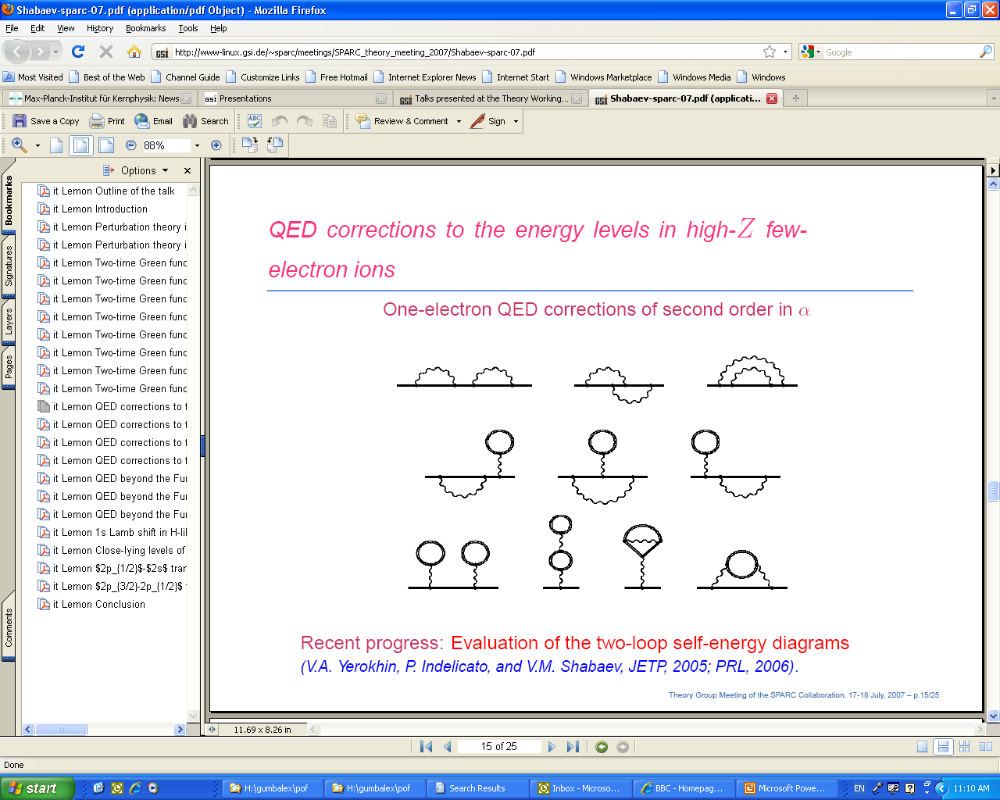 Shabaev-sparc-07.pdf (application/pdf Object) - Mozilla Firefox
File Edit View History Bookmarks Tools Help
GSI http://www-linux.gsi.de/~sparc/meetings/SPARC_theory_meeting_2007/Shabaev-sparc-07.pdf Google
Most Visited Best of the Web Channel Guide Customize Links Free Hotmail Internet Explorer News Internet Start Windows Marketplace Windows Media Windows
Max-Planck-Institut für Kernphysik: News GSI Presentations GSI Talks presented at the Theory Working... GSI Shabaev-sparc-07.pdf (applicati...
Save a Copy Print Email Search ABC Review & Comment Sign
88%
Options
Bookmarks
Signatures
Layers
Pages
Comments
it Lemon Outline of the talk
it Lemon Introduction
it Lemon Perturbation theory i
it Lemon Perturbation theory i
it Lemon Two-time Green func
it Lemon Two-time Green func
it Lemon Two-time Green func
it Lemon Two-time Green func
it Lemon Two-time Green func
it Lemon Two-time Green func
it Lemon Two-time Green func
it Lemon Two-time Green func
it Lemon QED corrections to t
it Lemon QED corrections to t
it Lemon QED corrections to t
it Lemon QED corrections to t
it Lemon QED beyond the Fur
it Lemon QED beyond the Fur
it Lemon QED beyond the Fur
it Lemon 1s Lamb shift in H-lil
it Lemon Close-lying levels of
it Lemon $2p_{1/2}$-$2s$ tran
it Lemon $2p_{3/2}-2p_{1/2}$
it Lemon Conclusion
QED corrections to the energy levels in high-Z few-
electron ions
One-electron QED corrections of second order in α
Recent progress: Evaluation of the two-loop self-energy diagrams
(V.A. Yerokhin, P. Indelicato, and V.M. Shabaev, JETP, 2005; PRL, 2006).
Theory Group Meeting of the SPARC Collaboration, 17-18 July, 2007 – p.15/25
11.69 x 8.26 in
15 of 25
Done
start H:\gumbalex\pof H:\gumbalex\pof Search Results Inbox - Microso... BBC - Homepag... Microsoft Powe... EN 11:10 AM